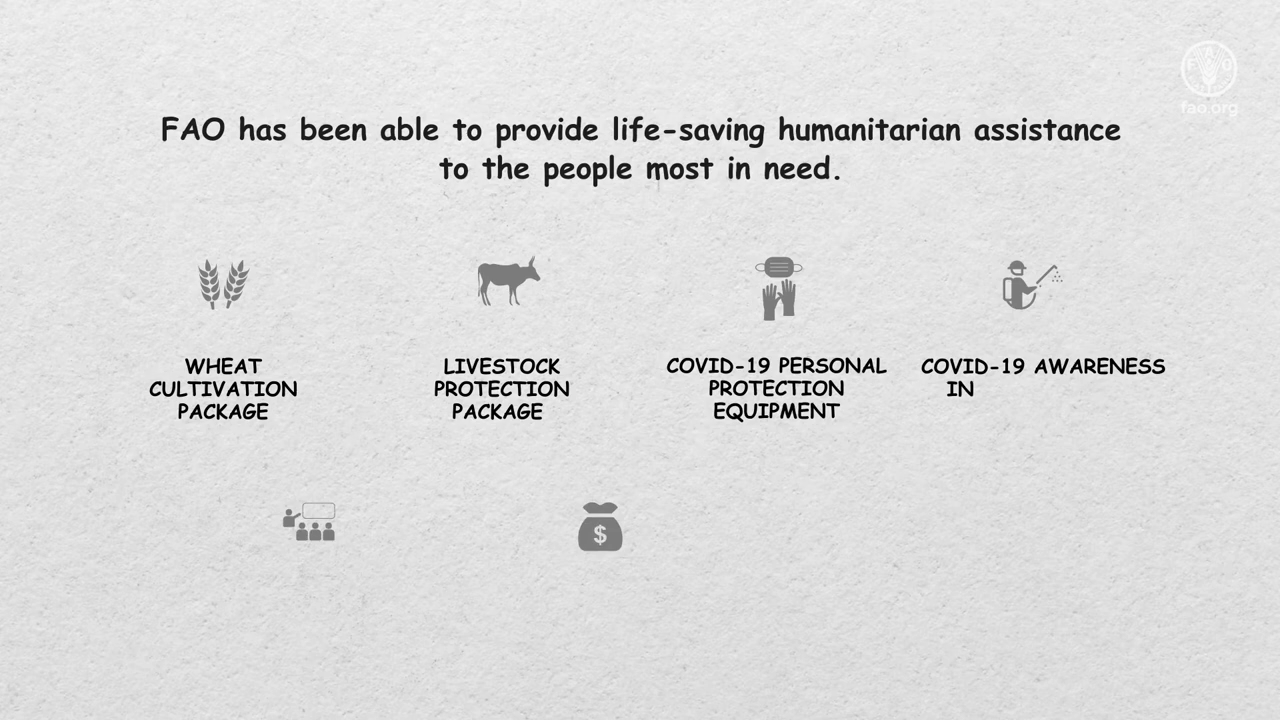 FAO
fao.org
FAO has been able to provide life-saving humanitarian assistance
to the people most in need.
WHEAT
CULTIVATION
PACKAGE
LIVESTOCK
PROTECTION
PACKAGE
COVID-19 PERSONAL
PROTECTION
EQUIPMENT
COVID-19 AWARENESS
IN
$